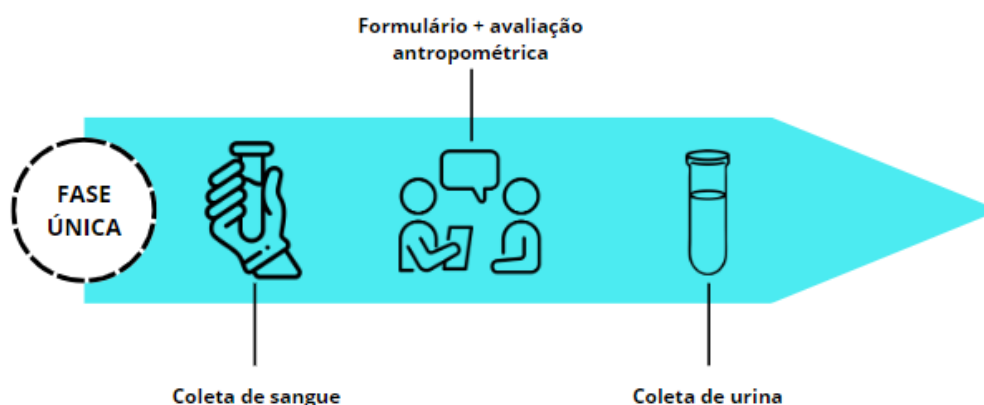 Formulário + avaliação
antropométrica
FASE
ÚNICA
Coleta de sangue
Coleta de urina